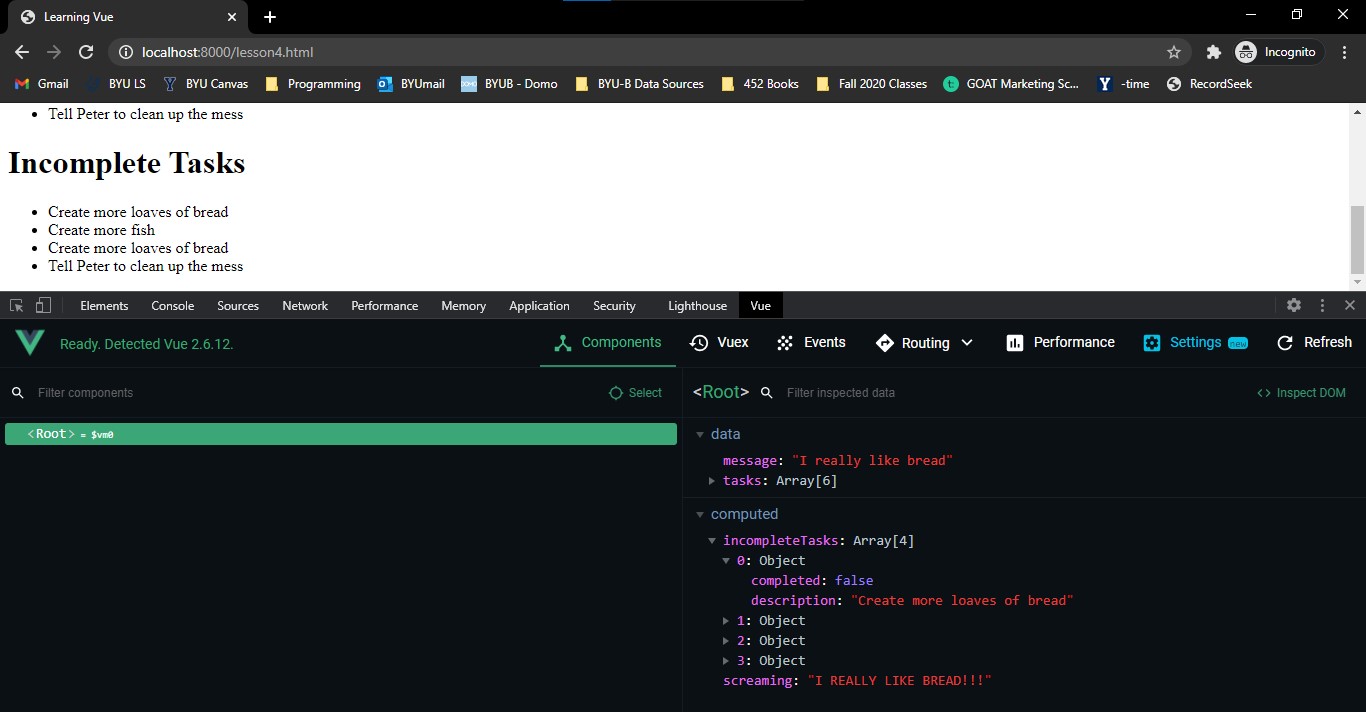 Learning Vue
localhost:8000/lesson4.html
Incognito
Gmail BYU LS BYU Canvas Programming BYUmail BYUB - Domo BYU-B Data Sources 452 Books Fall 2020 Classes GOAT Marketing Sc... -time RecordSeek
Tell Peter to clean up the mess
Incomplete Tasks
Create more loaves of bread
Create more fish
Create more loaves of bread
Tell Peter to clean up the mess
Elements Console Sources Network Performance Memory Application Security Lighthouse Vue
Ready. Detected Vue 2.6.12. Components Vuex Events Routing Performance Settings new Refresh
Filter components Select
<Root> Filter inspected data Inspect DOM
<Root> = $vm0
data
message: "I really like bread"
tasks: Array[6]
computed
incompleteTasks: Array[4]
0: Object
completed: false
description: "Create more loaves of bread"
1: Object
2: Object
3: Object
screaming: "I REALLY LIKE BREAD!!!"